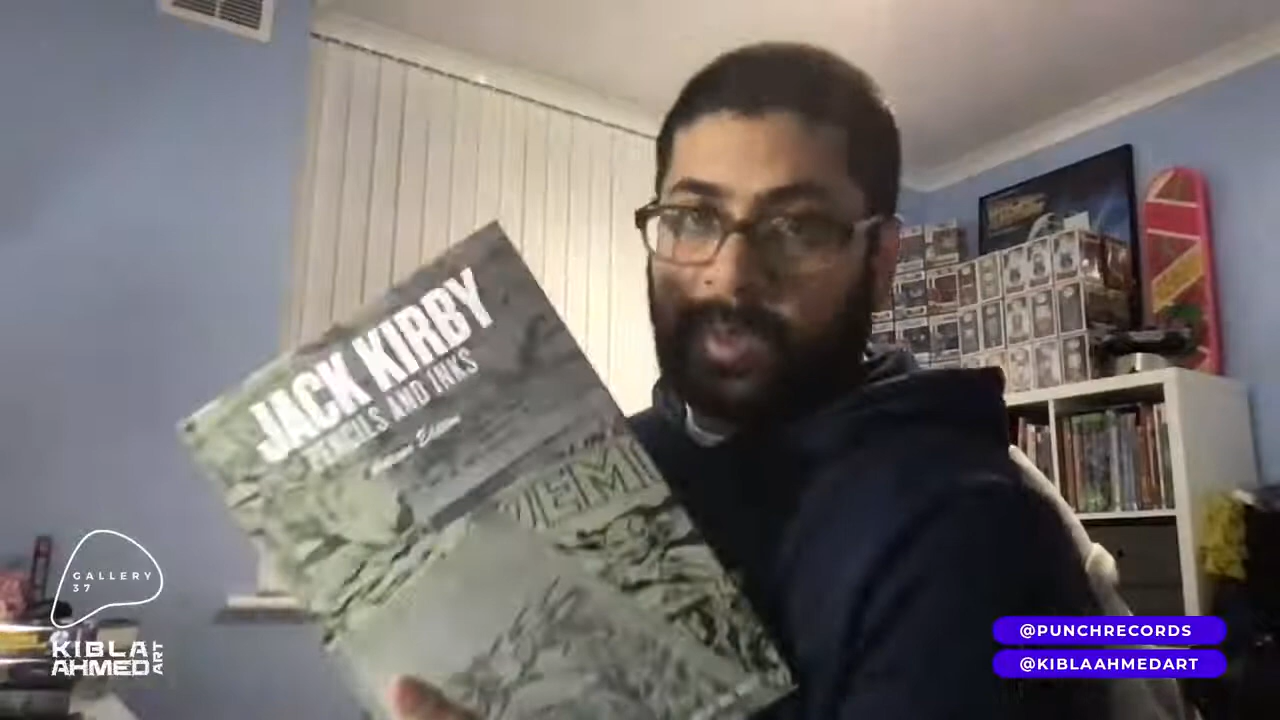 JACK KIRBY
PENCILS AND INKS
GALLERY
37
KIBLA
AHMED ART
@PUNCHRECORDS
@KIBLAAHMEDART